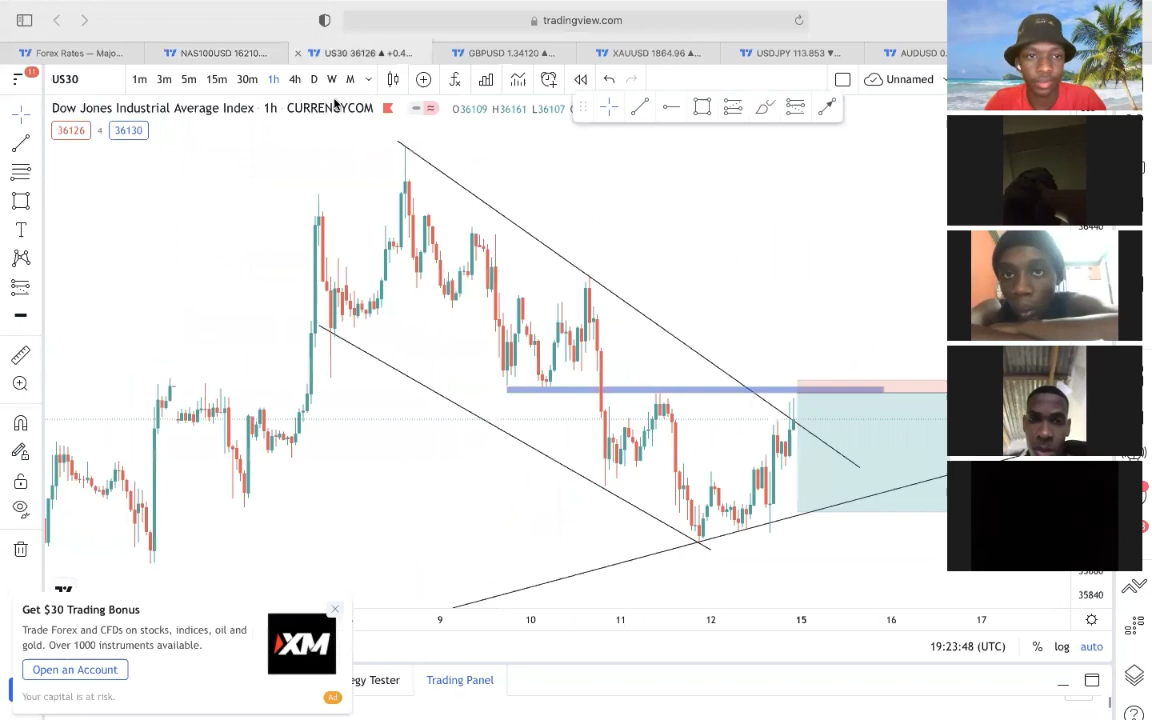 tradingview.com
Forex Rates — Majo...
NAS100USD 16210....
US30 36126 ▲ +0.4...
GBPUSD 1.34120 ▲...
XAUUSD 1864.96 ▲...
USDJPY 113.853 ▼...
AUDUSD 0.
11
US30
1m 3m 5m 15m 30m 1h 4h D W M
Unnamed
Dow Jones Industrial Average Index · 1h · CURRENCYCOM
O36109 H36161 L36107
36126 4 36130
36440
35840
9 10 11 12 15 16 17
19:23:48 (UTC) % log auto
Get $30 Trading Bonus
Trade Forex and CFDs on stocks, indices, oil and
gold. Over 1000 instruments available.
XM
Open an Account
Your capital is at risk.
Ad
egy Tester
Trading Panel